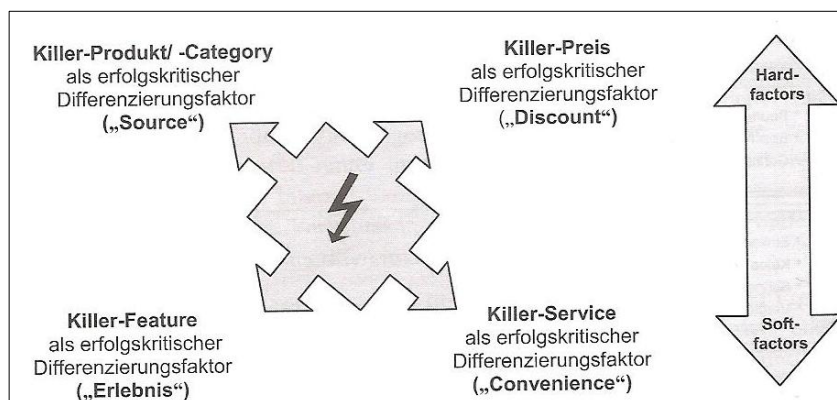 Killer-Produkt/ -Category
als erfolgskritischer
Differenzierungsfaktor
(„Source“)
Killer-Preis
als erfolgskritischer
Differenzierungsfaktor
(„Discount“)
Hard-
factors
Killer-Feature
als erfolgskritischer
Differenzierungsfaktor
(„Erlebnis“)
Killer-Service
als erfolgskritischer
Differenzierungsfaktor
(„Convenience“)
Soft-
factors